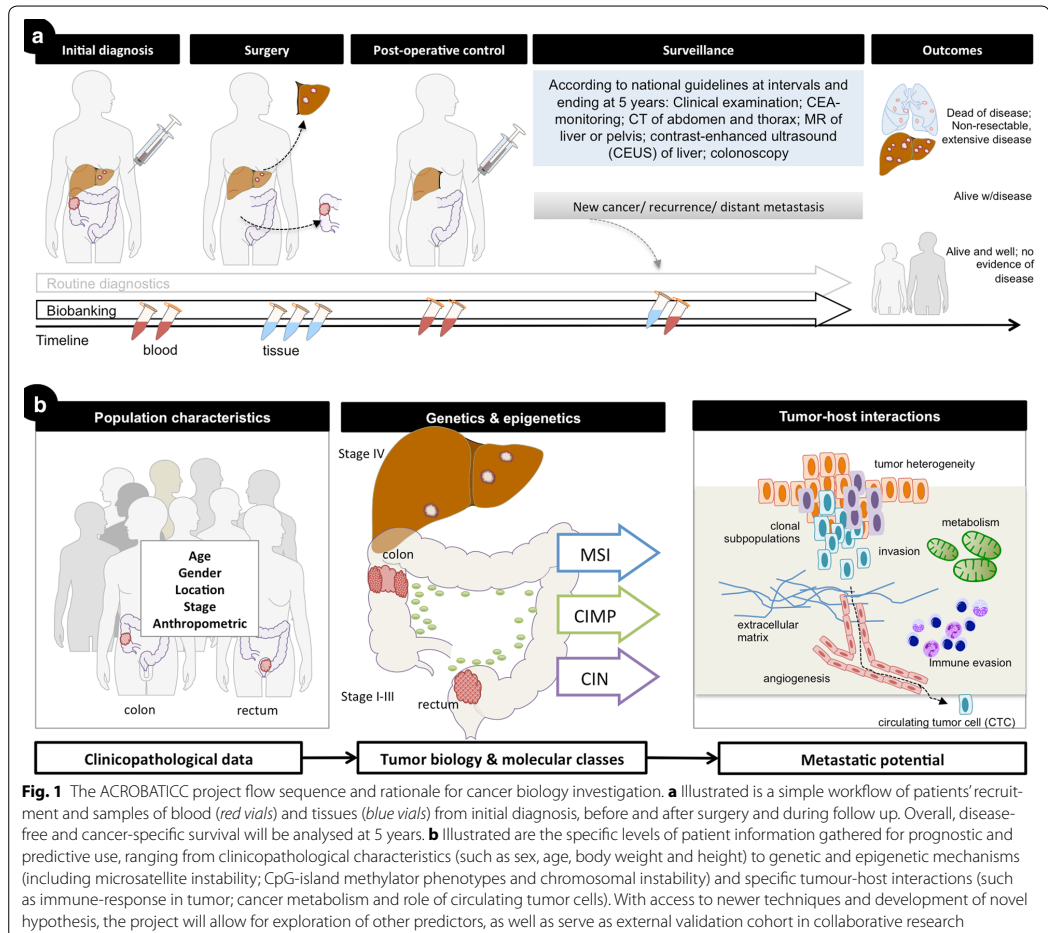 a
Initial diagnosis
Surgery
Post-operative control
Surveillance
Outcomes
According to national guidelines at intervals and
ending at 5 years: Clinical examination; CEA-
monitoring; CT of abdomen and thorax; MR of
liver or pelvis; contrast-enhanced ultrasound
(CEUS) of liver; colonoscopy
New cancer/ recurrence/ distant metastasis
Dead of disease;
Non-resectable,
extensive disease
Alive w/disease
Alive and well; no
evidence of
disease
Routine diagnostics
Biobanking
Timeline
blood
tissue
b
Population characteristics
Age
Gender
Location
Stage
Anthropometric
colon
rectum
Genetics & epigenetics
Stage IV
colon
MSI
CIMP
CIN
Stage I-III
rectum
Tumor-host interactions
tumor heterogeneity
clonal
subpopulations
metabolism
invasion
extracellular
matrix
Immune evasion
angiogenesis
circulating tumor cell (CTC)
Clinicopathological data
Tumor biology & molecular classes
Metastatic potential
Fig. 1 The ACROBATICC project flow sequence and rationale for cancer biology investigation. a Illustrated is a simple workflow of patients' recruit-
ment and samples of blood (red vials) and tissues (blue vials) from initial diagnosis, before and after surgery and during follow up. Overall, disease-
free and cancer-specific survival will be analysed at 5 years. b Illustrated are the specific levels of patient information gathered for prognostic and
predictive use, ranging from clinicopathological characteristics (such as sex, age, body weight and height) to genetic and epigenetic mechanisms
(including microsatellite instability; CpG-island methylator phenotypes and chromosomal instability) and specific tumour-host interactions (such
as immune-response in tumor; cancer metabolism and role of circulating tumor cells). With access to newer techniques and development of novel
hypothesis, the project will allow for exploration of other predictors, as well as serve as external validation cohort in collaborative research